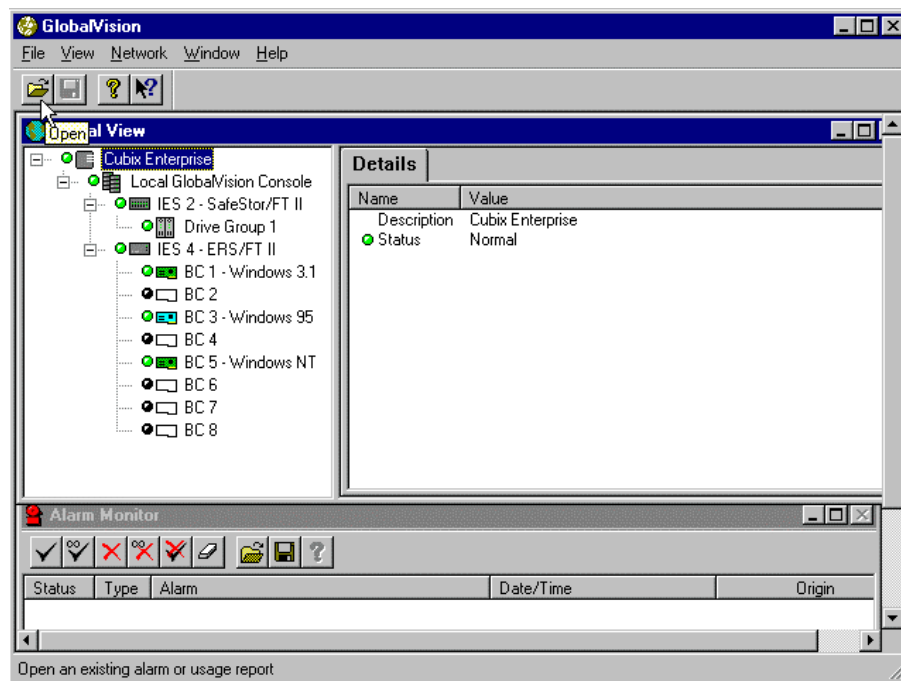 GlobalVision
File View Network Window Help
Open
al View
Cubix Enterprise
Local GlobalVision Console
IES 2 - SafeStor/FT II
Drive Group 1
IES 4 - ERS/FT II
BC 1 - Windows 3.1
BC 2
BC 3 - Windows 95
BC 4
BC 5 - Windows NT
BC 6
BC 7
BC 8
Details
Name Value
Description Cubix Enterprise
Status Normal
Alarm Monitor
Status Type Alarm Date/Time Origin
Open an existing alarm or usage report